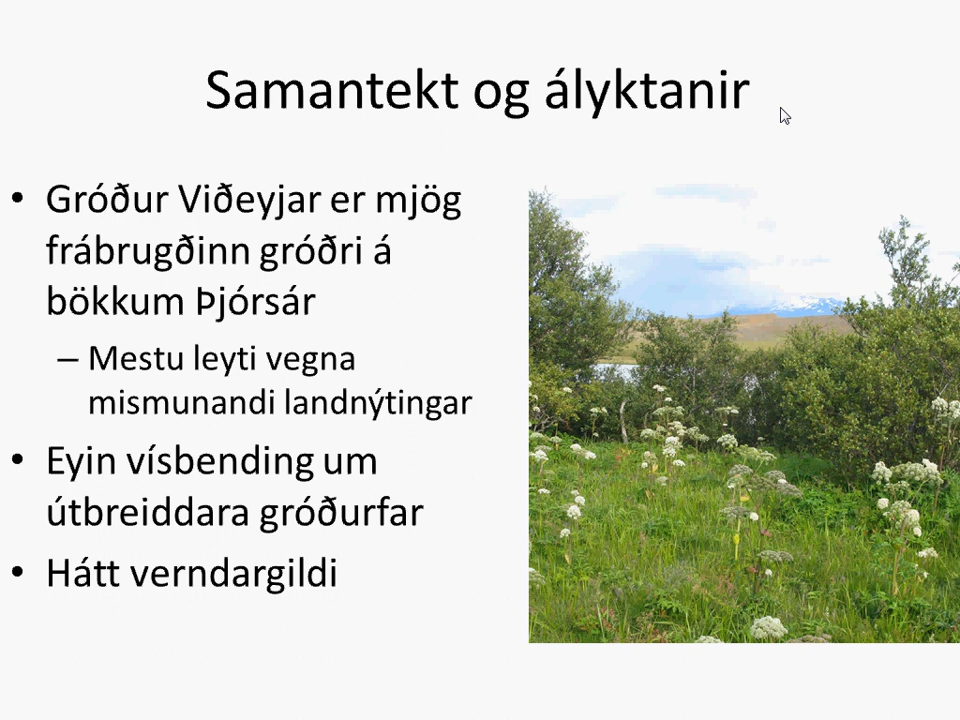 Samantekt og ályktanir
• Gróður Viðeyjar er mjög
frábrugðinn gróðri á
bökkum Þjórsár
– Mestu leyti vegna
mismunandi landnýtingar
• Eyin vísbending um
útbreiddara gróðurfar
• Hátt verndargildi